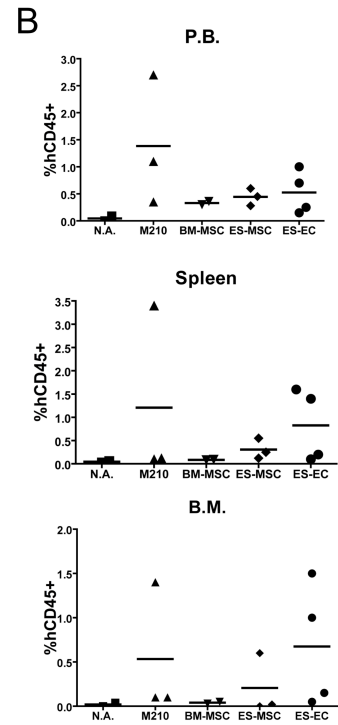 B
P.B.
%hCD45+
3.0
2.5
2.0
1.5
1.0
0.5
0.0
N.A. M210 BM-MSC ES-MSC ES-EC
Spleen
%hCD45+
3.5
3.0
2.5
2.0
1.5
1.0
0.5
0.0
N.A. M210 BM-MSC ES-MSC ES-EC
B.M.
%hCD45+
2.0
1.5
1.0
0.5
0.0
N.A. M210 BM-MSC ES-MSC ES-EC